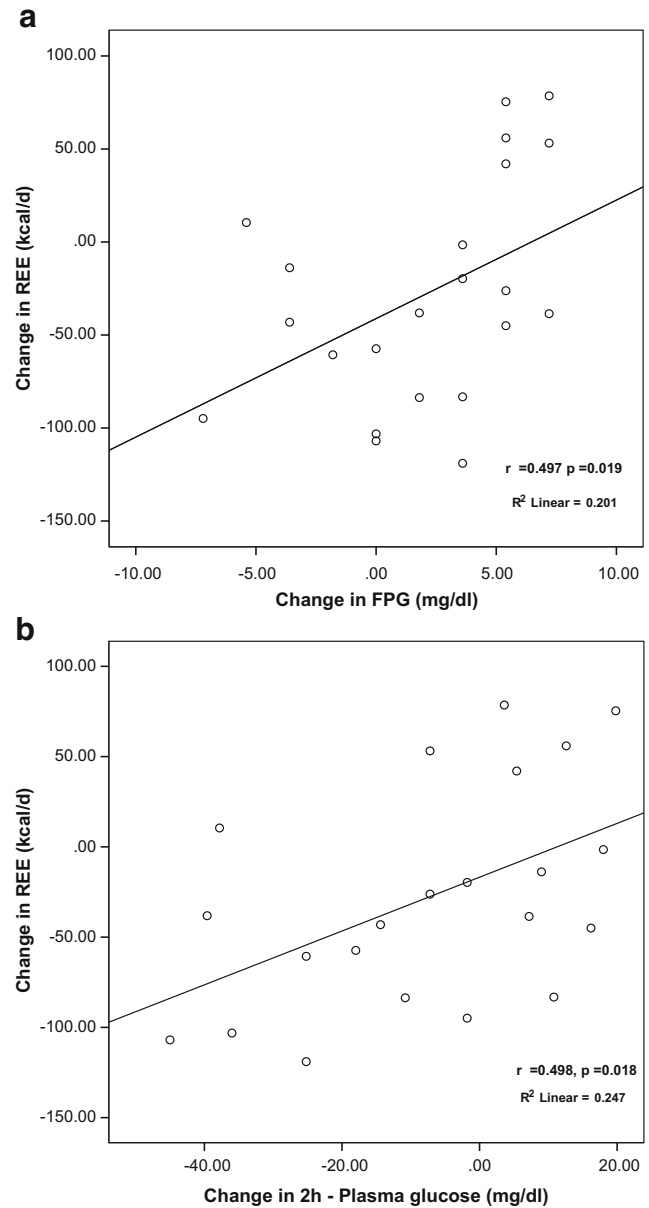 a
100.00
50.00
.00
-50.00
-100.00
-150.00
Change in REE (kcal/d)
r =0.497 p =0.019
R² Linear = 0.201
-10.00 -5.00 .00 5.00 10.00
Change in FPG (mg/dl)
b
100.00
50.00
.00
-50.00
-100.00
-150.00
Change in REE (kcal/d)
r =0.498, p =0.018
R² Linear = 0.247
-40.00 -20.00 .00 20.00
Change in 2h - Plasma glucose (mg/dl)